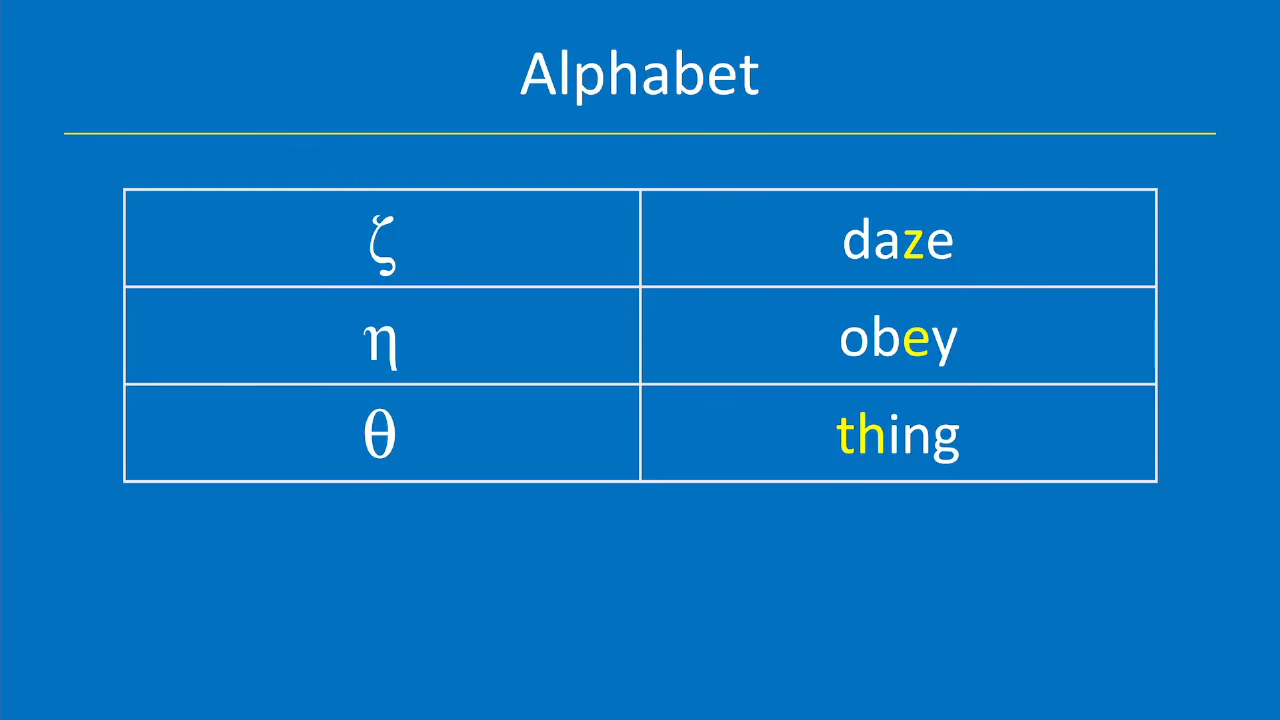 Alphabet
ζ daze
η obey
θ thing